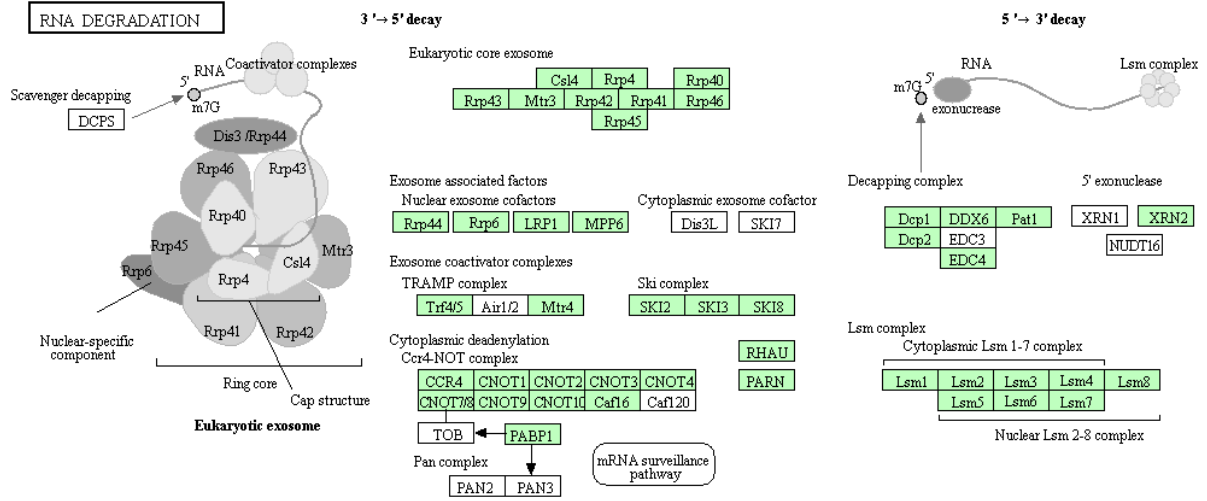 RNA DEGRADATION
3 '→ 5' decay
5 '→ 3' decay
RNA
Coactivator complexes
5'
m7G
Scavenger decapping
DCPS
Dis3 /Rrp44
Rrp46
Rrp43
Rrp40
Rrp45
Mtr3
Csl4
Rrp6
Rrp4
Rrp41
Rrp42
Nuclear-specific
component
Ring core
Cap structure
Eukaryotic exosome
Eukaryotic core exosome
Csl4 Rrp4 Rrp40
Rrp43 Mtr3 Rrp42 Rrp41 Rrp46
Rrp45
Exosome associated factors
Nuclear exosome cofactors
Rrp44 Rrp6 LRP1 MPP6
Cytoplasmic exosome cofactor
Dis3L SKI7
Exosome coactivator complexes
TRAMP complex
Trf4/5 Air1/2 Mtr4
Ski complex
SKI2 SKI3 SKI8
Cytoplasmic deadenylation
Ccr4-NOT complex
CCR4 CNOT1 CNOT2 CNOT3 CNOT4
CNOT7/8 CNOT9 CNOT10 Caf16 Caf120
TOB PABP1
Pan complex
PAN2 PAN3
RHAU
PARN
mRNA surveillance
pathway
5' RNA
m7G
exonucrease
Lsm complex
Decapping complex
Dcp1 DDX6 Pat1
Dcp2 EDC3
EDC4
5' exonuclease
XRN1 XRN2
NUDT16
Lsm complex
Cytoplasmic Lsm 1-7 complex
Lsm1 Lsm2 Lsm3 Lsm4 Lsm8
Lsm5 Lsm6 Lsm7
Nuclear Lsm 2-8 complex